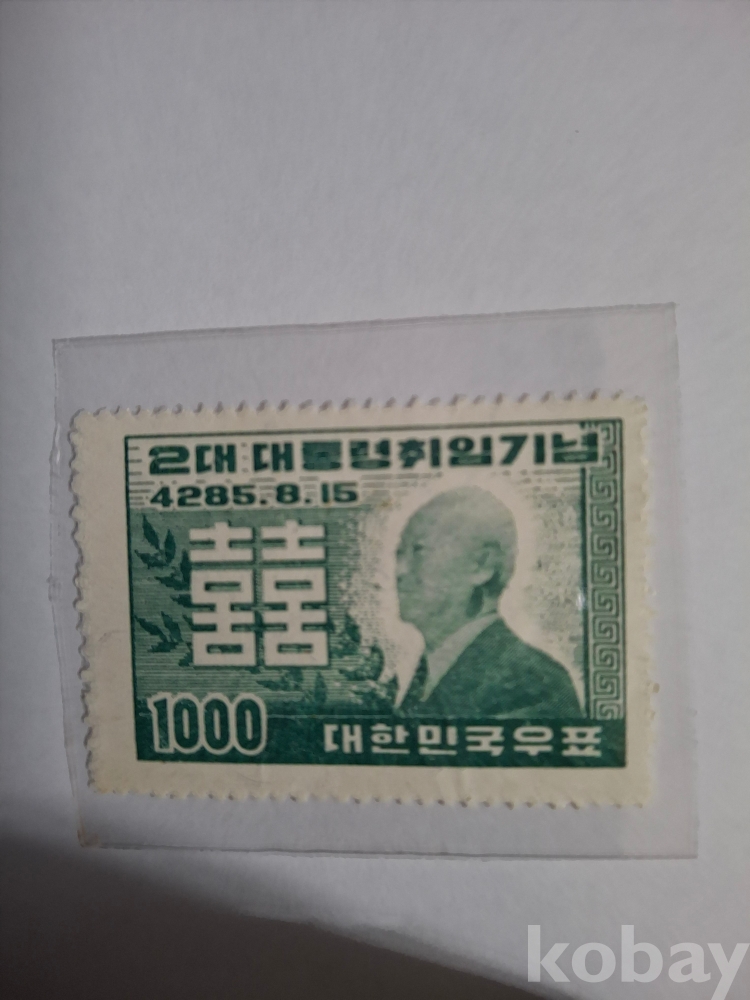 2대 대통령취임기념
4285.8.15
囍
1000
대한민국우표
kobay